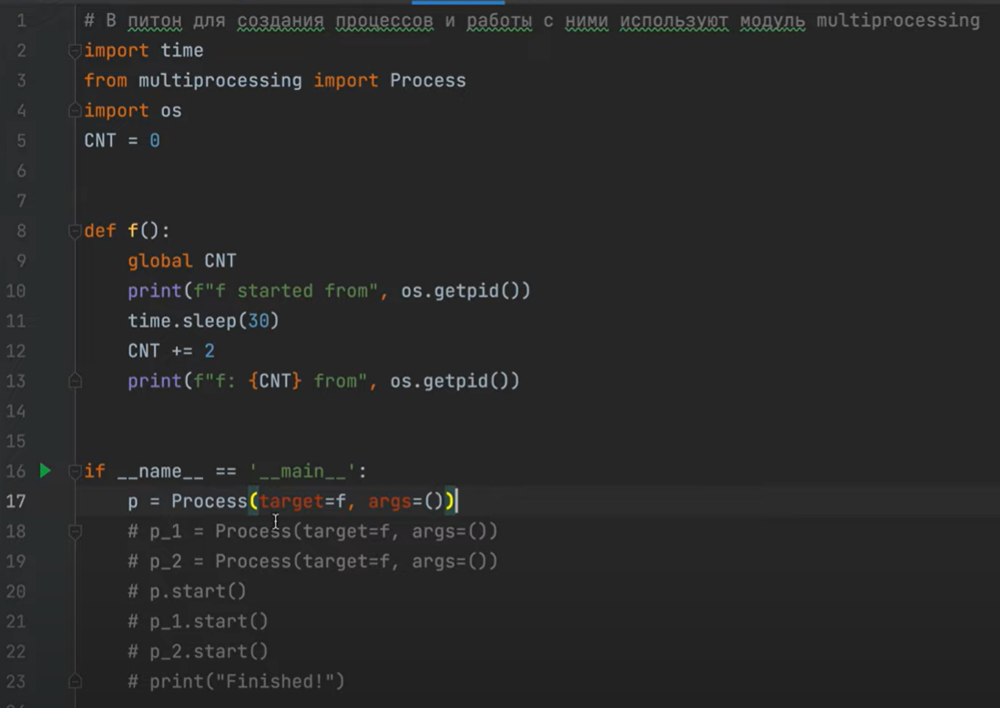 1 # В питон для создания процессов и работы с ними используют модуль multiprocessing
2 import time
3 from multiprocessing import Process
4 import os
5 CNT = 0
6
7
8 def f():
9     global CNT
10     print(f"f started from", os.getpid())
11     time.sleep(30)
12     CNT += 2
13     print(f"f: {CNT} from", os.getpid())
14
15
16 if __name__ == '__main__':
17     p = Process(target=f, args=())
18     # p_1 = Process(target=f, args=())
19     # p_2 = Process(target=f, args=())
20     # p.start()
21     # p_1.start()
22     # p_2.start()
23     # print("Finished!")